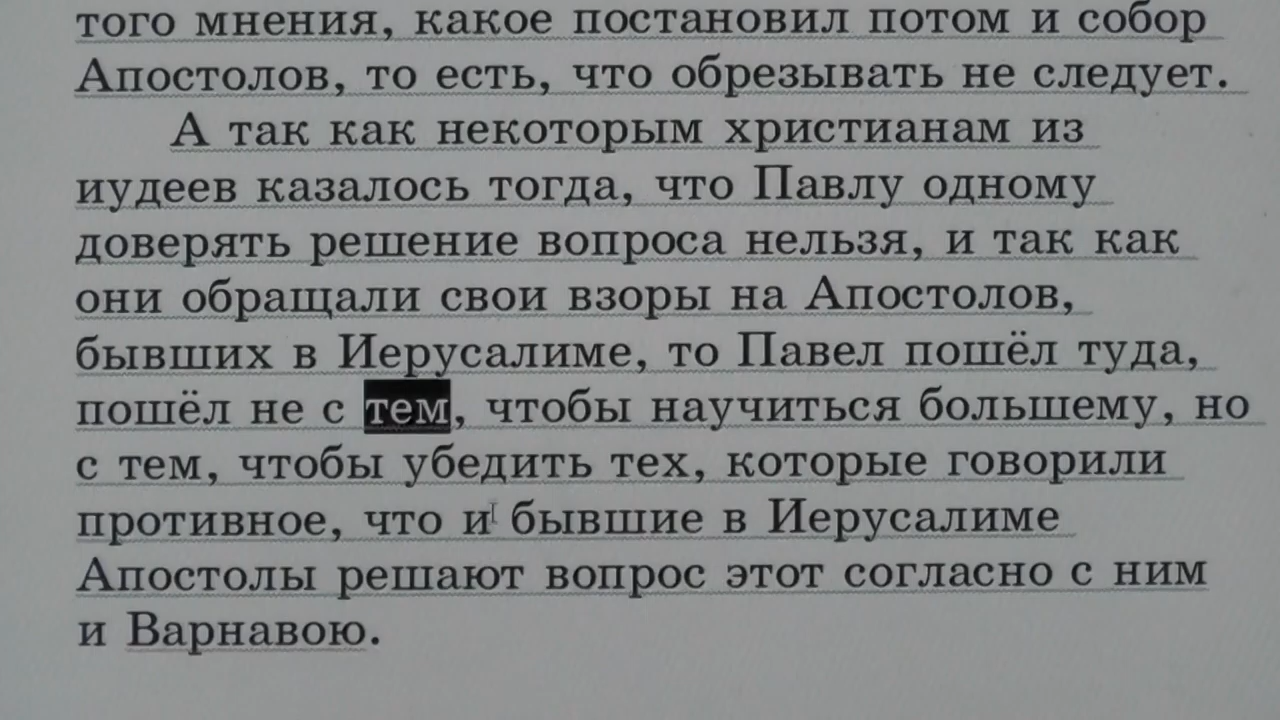 того мнения, какое постановил потом и собор
Апостолов, то есть, что обрезывать не следует.
А так как некоторым христианам из
иудеев казалось тогда, что Павлу одному
доверять решение вопроса нельзя, и так как
они обращали свои взоры на Апостолов,
бывших в Иерусалиме, то Павел пошёл туда,
пошёл не с тем, чтобы научиться большему, но
с тем, чтобы убедить тех, которые говорили
противное, что и бывшие в Иерусалиме
Апостолы решают вопрос этот согласно с ним
и Варнавою.